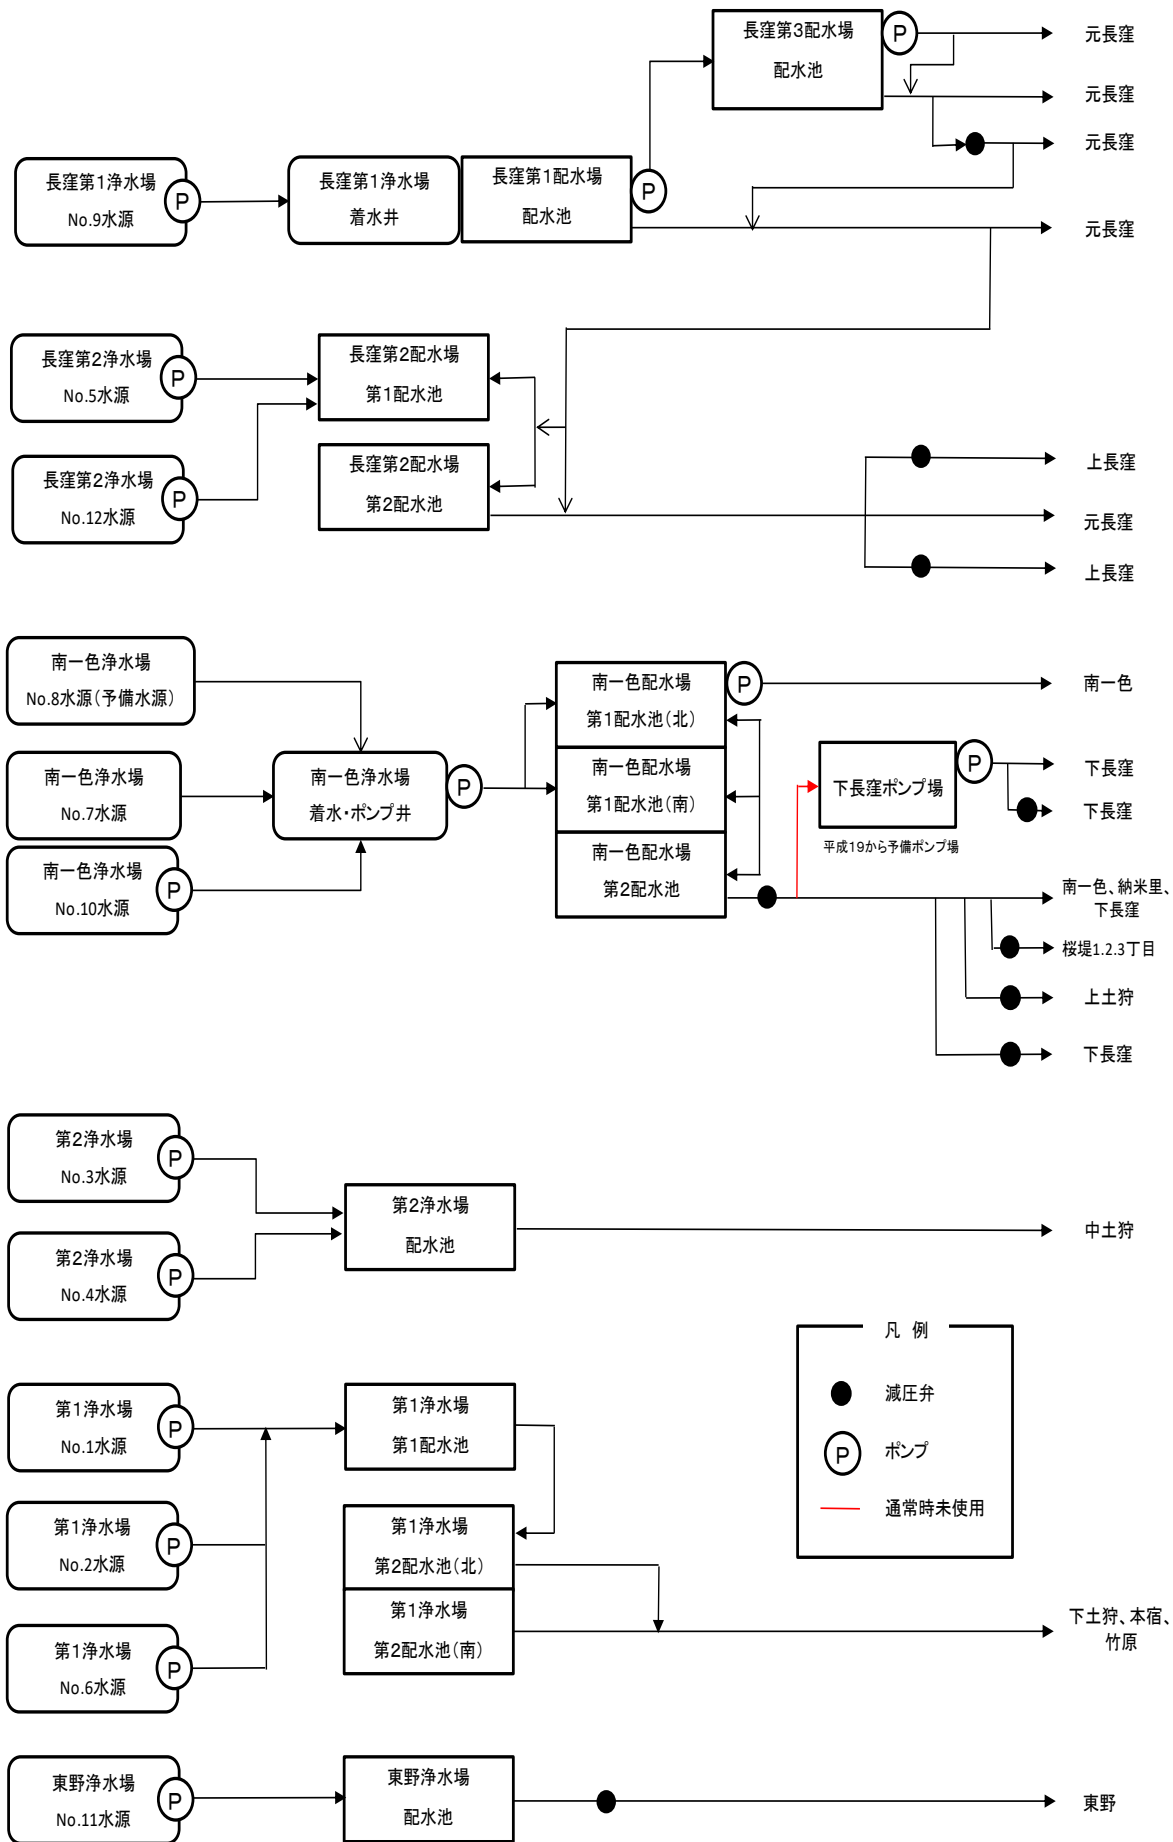 長窪第3配水場
配水池
P
元長窪
元長窪
元長窪
長窪第1浄水場
No.9水源
P
長窪第1浄水場
着水井
長窪第1配水場
配水池
P
元長窪
長窪第2浄水場
No.5水源
P
長窪第2配水場
第1配水池
長窪第2浄水場
No.12水源
P
長窪第2配水場
第2配水池
上長窪
元長窪
上長窪
南一色浄水場
No.8水源(予備水源)
南一色浄水場
No.7水源
南一色浄水場
No.10水源
P
南一色浄水場
着水・ポンプ井
P
南一色配水場
第1配水池(北)
P
南一色配水場
第1配水池(南)
南一色配水場
第2配水池
南一色
下長窪ポンプ場
P
平成19から予備ポンプ場
下長窪
下長窪
南一色、納米里、
下長窪
桜堤1.2.3丁目
上土狩
下長窪
第2浄水場
No.3水源
P
第2浄水場
No.4水源
P
第2浄水場
配水池
中土狩
凡 例
減圧弁
P
ポンプ
通常時未使用
第1浄水場
No.1水源
P
第1浄水場
第1配水池
第1浄水場
No.2水源
P
第1浄水場
第2配水池(北)
第1浄水場
No.6水源
P
第1浄水場
第2配水池(南)
下土狩、本宿、
竹原
東野浄水場
No.11水源
P
東野浄水場
配水池
東野